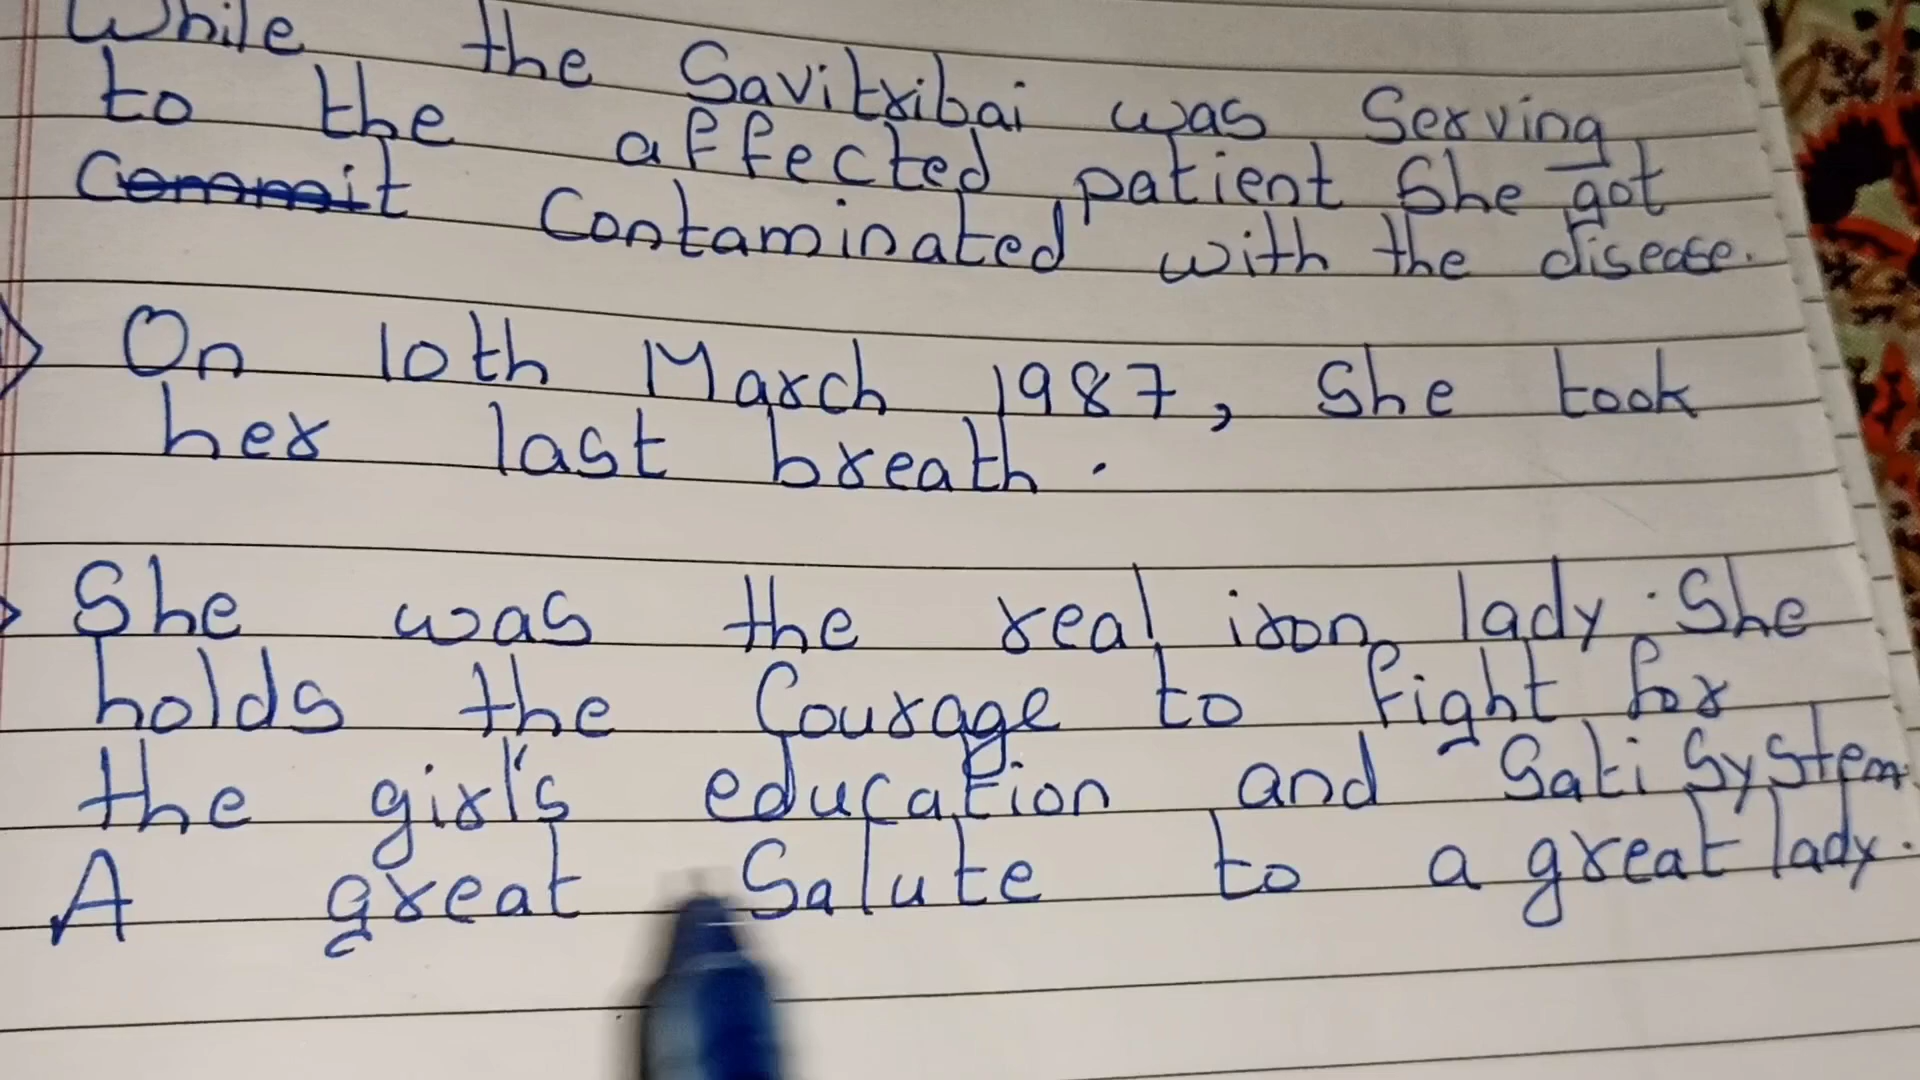 While the Savitribai was Serving
to the affected patient She got
Commit Contaminated with the disease.
On 10th March 1987, She took
her last breath.
She was the real iron lady. She
holds the Courage to fight for
the girl's education and Sati System
A great Salute to a great lady.